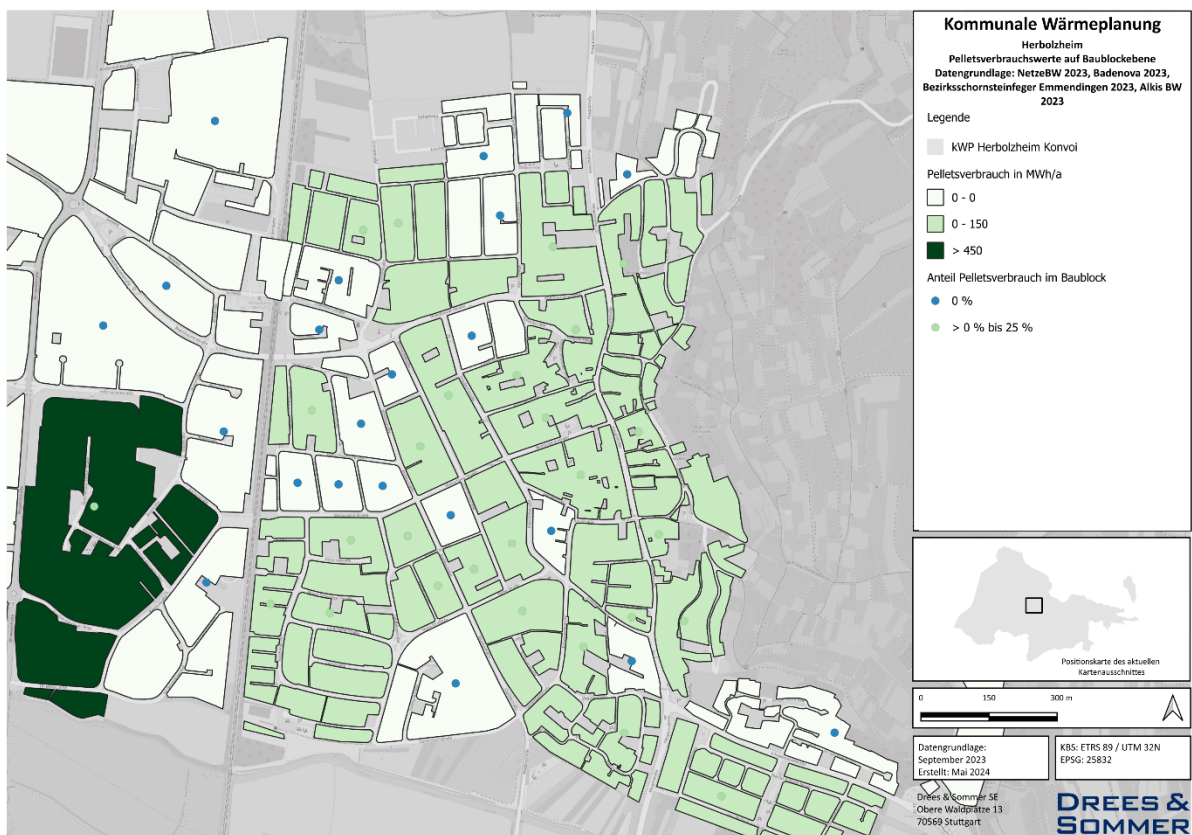 Kommunale Wärmeplanung
Herbolzheim
Pelletsverbrauchswerte auf Baublockebene
Datengrundlage: NetzeBW 2023, Badenova 2023,
Bezirksschornsteinfeger Emmendingen 2023, Alkis BW
2023
Legende
kWP Herbolzheim Konvoi
Pelletsverbrauch in MWh/a
0 - 0
0 - 150
> 450
Anteil Pelletsverbrauch im Baublock
0 %
> 0 % bis 25 %
Positionskarte des aktuellen
Kartenausschnittes
0 150 300 m
Datengrundlage:
September 2023
Erstellt: Mai 2024
KBS: ETRS 89 / UTM 32N
EPSG: 25832
Drees & Sommer SE
Obere Waldplätze 13
70569 Stuttgart
DREES &
SOMMER